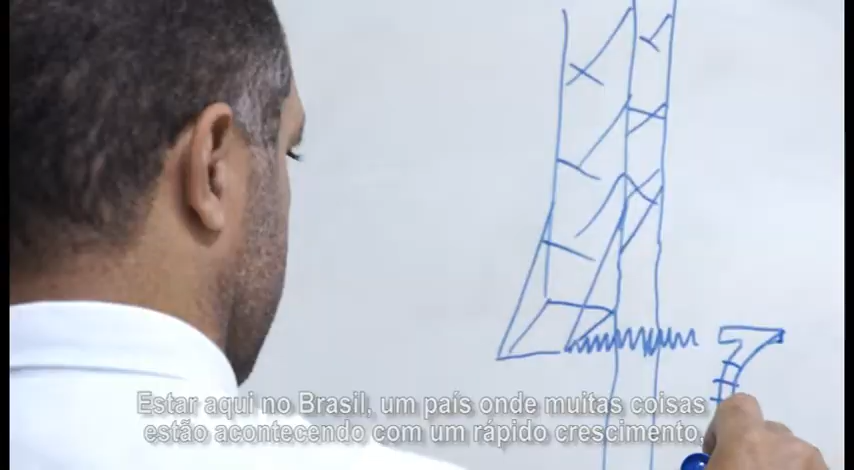 Estar aqui no Brasil, um país onde muitas coisas
estão acontecendo com um rápido crescimento,